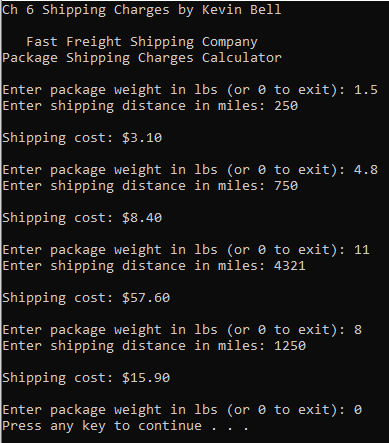 Ch 6 Shipping Charges by Kevin Bell
Fast Freight Shipping Company
Package Shipping Charges Calculator
Enter package weight in lbs (or 0 to exit): 1.5
Enter shipping distance in miles: 250
Shipping cost: $3.10
Enter package weight in lbs (or 0 to exit): 4.8
Enter shipping distance in miles: 750
Shipping cost: $8.40
Enter package weight in lbs (or 0 to exit): 11
Enter shipping distance in miles: 4321
Shipping cost: $57.60
Enter package weight in lbs (or 0 to exit): 8
Enter shipping distance in miles: 1250
Shipping cost: $15.90
Enter package weight in lbs (or 0 to exit): 0
Press any key to continue . . .